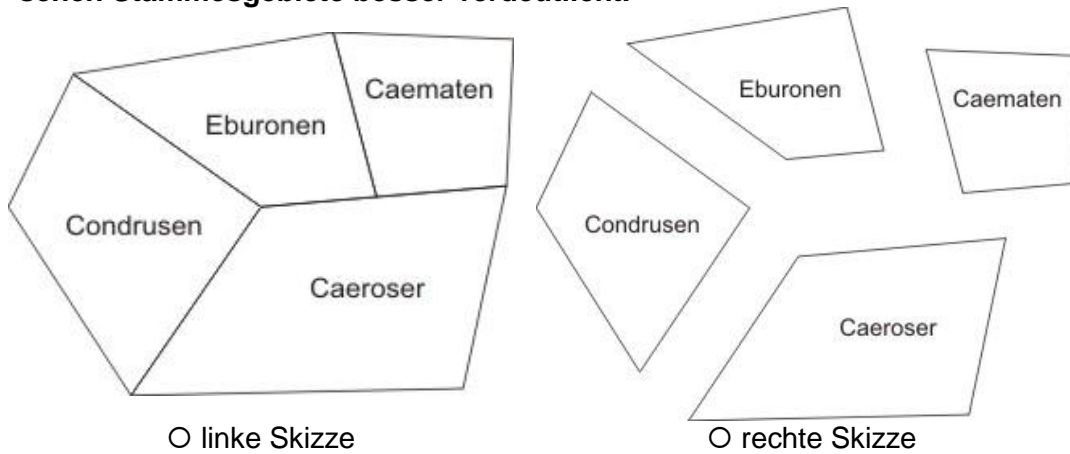 Eburonen
Caematen
Condrusen
Caeroser
Eburonen
Caematen
Condrusen
Caeroser
O linke Skizze
O rechte Skizze